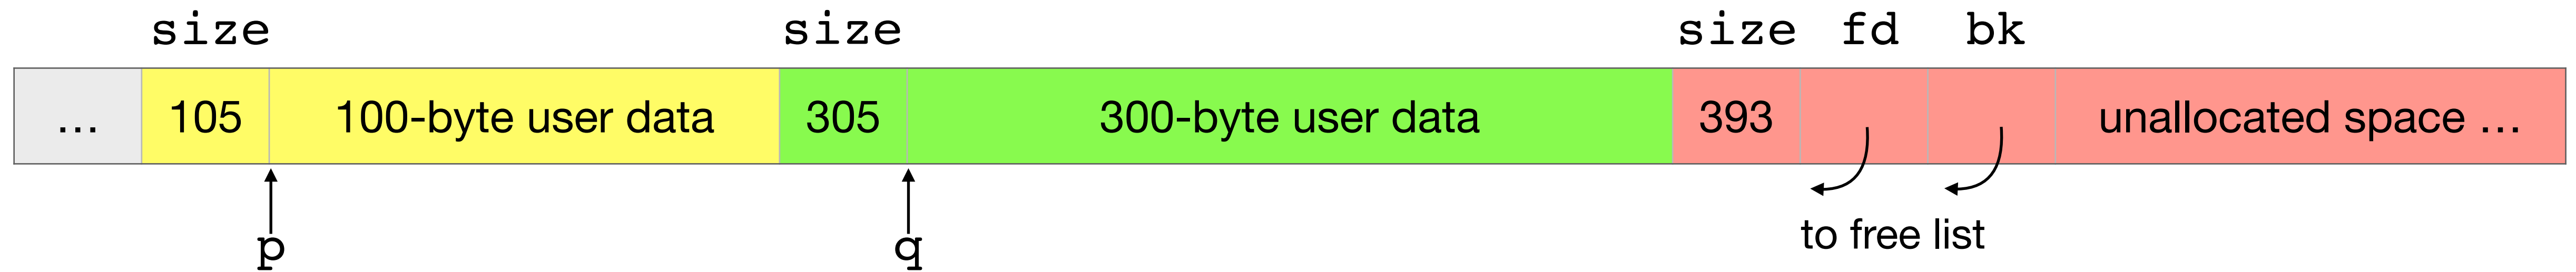 size size size fd bk
… 105 100-byte user data 305 300-byte user data 393 unallocated space …
p q to free list